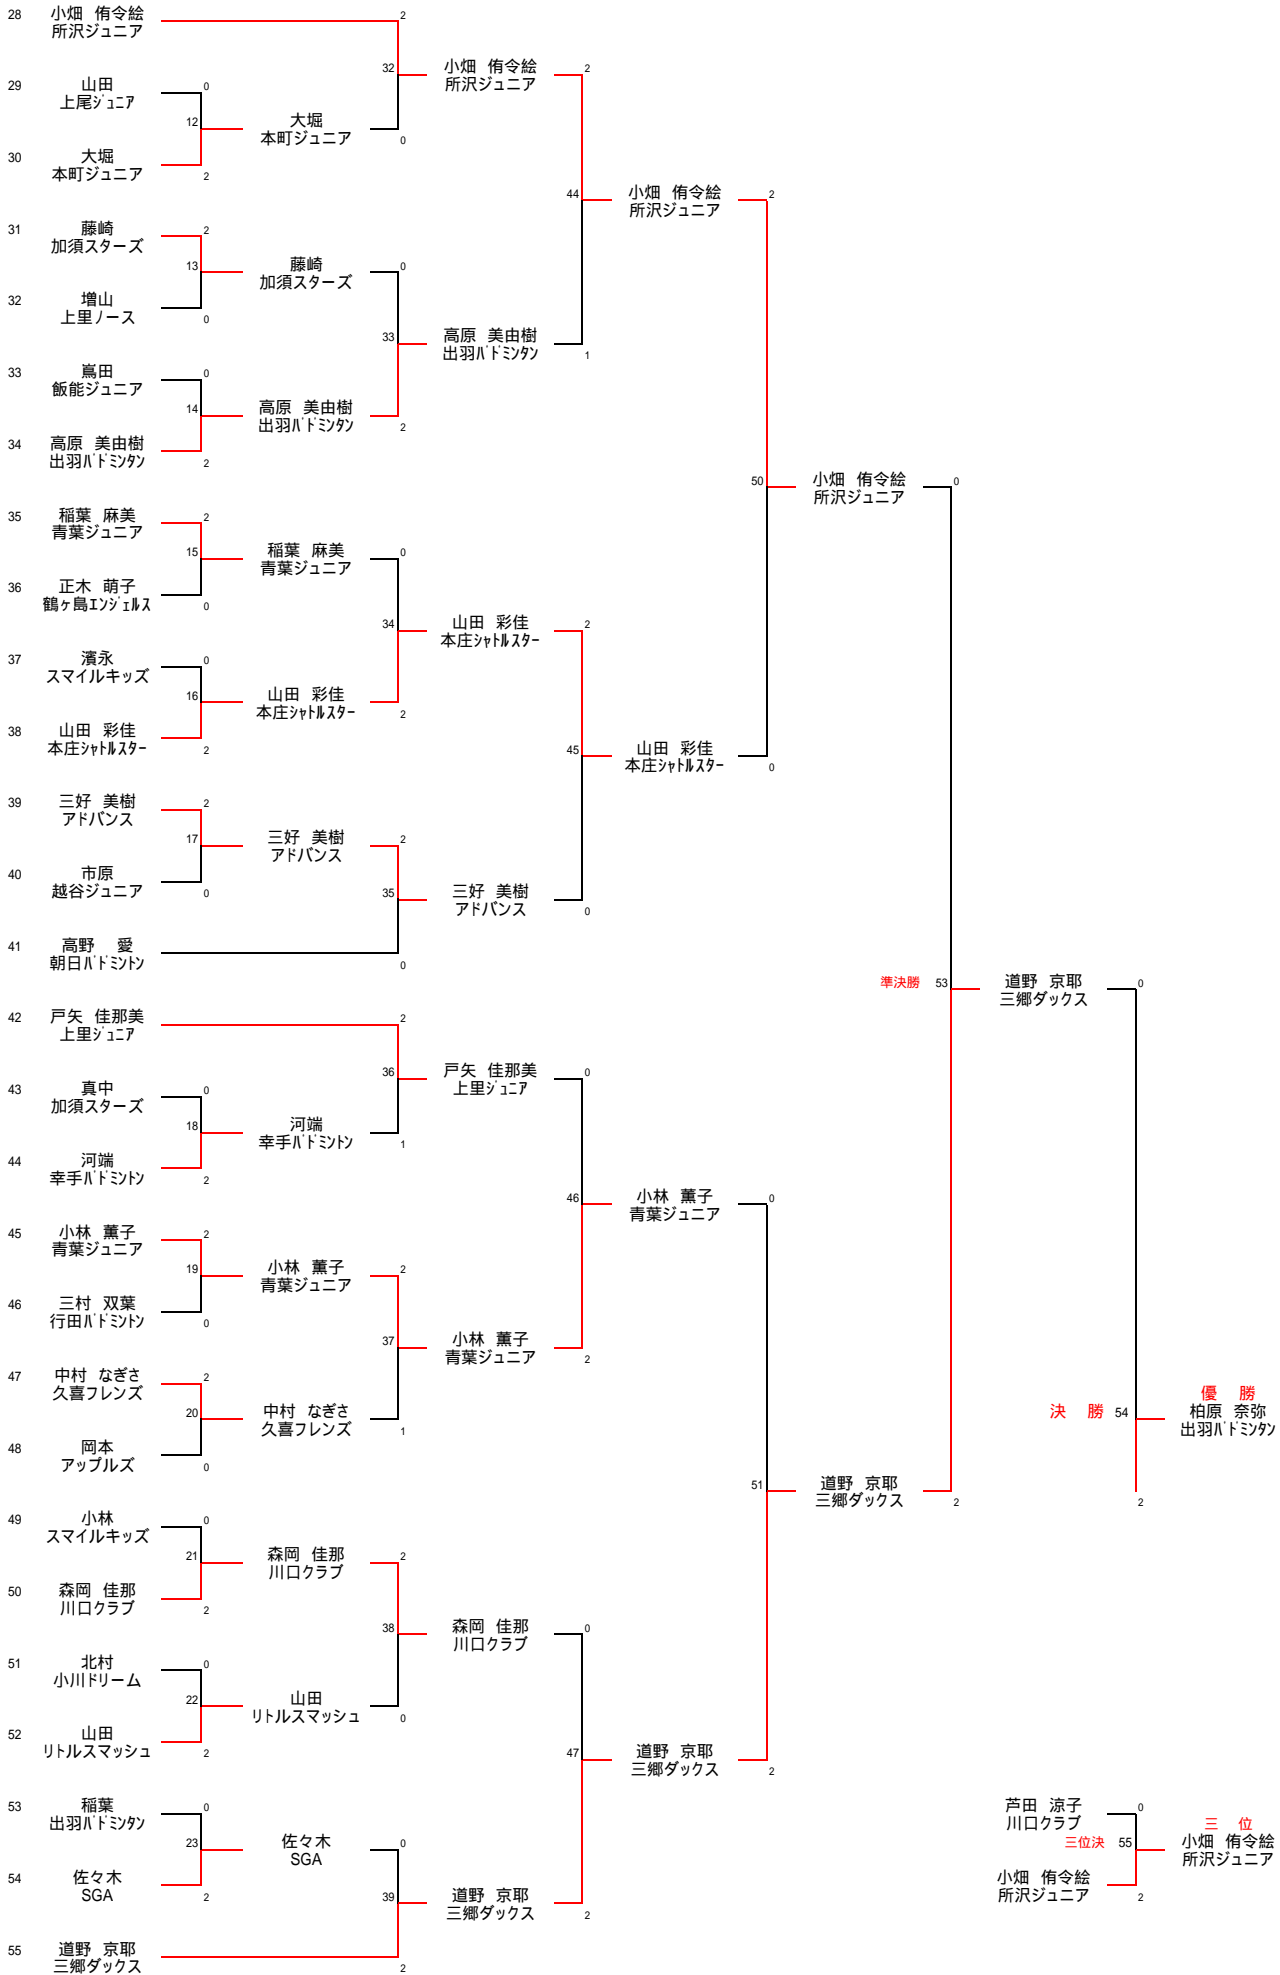 28 小畑 侑令絵
所沢ジュニア
2
32
小畑 侑令絵
所沢ジュニア
2
29 山田
上尾ジュニア
0
12
大堀
本町ジュニア
0
30 大堀
本町ジュニア
2
44
小畑 侑令絵
所沢ジュニア
2
31 藤崎
加須スターズ
2
13
藤崎
加須スターズ
0
32 増山
上里ノース
0
33
高原 美由樹
出羽バドミンタン
1
33 嶌田
飯能ジュニア
0
14
高原 美由樹
出羽バドミンタン
2
34 高原 美由樹
出羽バドミンタン
2
50
小畑 侑令絵
所沢ジュニア
0
35 稲葉 麻美
青葉ジュニア
2
15
稲葉 麻美
青葉ジュニア
0
36 正木 萌子
鶴ヶ島エンジェルス
0
34
山田 彩佳
本庄シャトルスター
2
37 濱永
スマイルキッズ
0
16
山田 彩佳
本庄シャトルスター
2
38 山田 彩佳
本庄シャトルスター
2
45
山田 彩佳
本庄シャトルスター
0
39 三好 美樹
アドバンス
2
17
三好 美樹
アドバンス
2
40 市原
越谷ジュニア
0
35
三好 美樹
アドバンス
0
41 高野 愛
朝日バドミントン
0
準決勝 53
道野 京耶
三郷ダックス
0
42 戸矢 佳那美
上里ジュニア
2
36
戸矢 佳那美
上里ジュニア
0
43 真中
加須スターズ
0
18
河端
幸手バドミントン
1
44 河端
幸手バドミントン
2
46
小林 薫子
青葉ジュニア
0
45 小林 薫子
青葉ジュニア
2
19
小林 薫子
青葉ジュニア
2
46 三村 双葉
行田バドミントン
0
37
小林 薫子
青葉ジュニア
2
47 中村 なぎさ
久喜フレンズ
2
20
中村 なぎさ
久喜フレンズ
1
48 岡本
アップルズ
0
決 勝 54
優 勝
柏原 奈弥
出羽バドミンタン
2
51
道野 京耶
三郷ダックス
2
49 小林
スマイルキッズ
0
21
森岡 佳那
川口クラブ
2
50 森岡 佳那
川口クラブ
2
38
森岡 佳那
川口クラブ
0
51 北村
小川ドリーム
0
22
山田
リトルスマッシュ
0
52 山田
リトルスマッシュ
2
47
道野 京耶
三郷ダックス
2
53 稲葉
出羽バドミンタン
0
23
佐々木
SGA
0
54 佐々木
SGA
2
39
道野 京耶
三郷ダックス
2
55 道野 京耶
三郷ダックス
2
芦田 涼子
川口クラブ
0
三位決 55
三 位
小畑 侑令絵
所沢ジュニア
小畑 侑令絵
所沢ジュニア
2